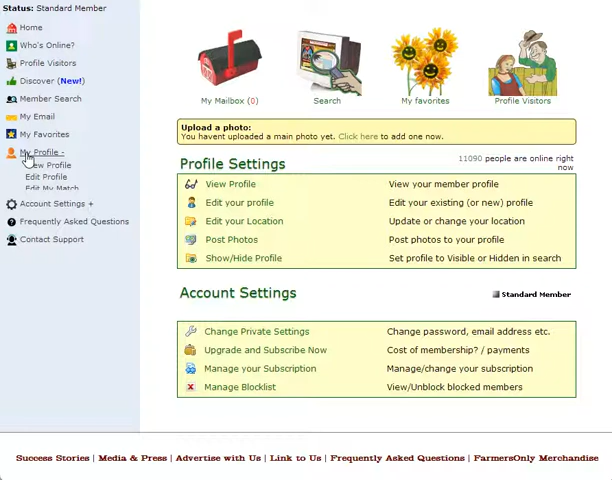 Status: Standard Member
Home
Who's Online?
Profile Visitors
Discover (New!)
Member Search
My Email
My Favorites
My Profile -
View Profile
Edit Profile
Edit My Match
Account Settings +
Frequently Asked Questions
Contact Support
My Mailbox (0)
Search
My favorites
Profile Visitors
Upload a photo:
You havent uploaded a main photo yet. Click here to add one now.
Profile Settings
11090 people are online right
now
View Profile View your member profile
Edit your profile Edit your existing (or new) profile
Edit your Location Update or change your location
Post Photos Post photos to your profile
Show/Hide Profile Set profile to Visible or Hidden in search
Account Settings
Standard Member
Change Private Settings Change password, email address etc.
Upgrade and Subscribe Now Cost of membership? / payments
Manage your Subscription Manage/change your subscription
Manage Blocklist View/Unblock blocked members
Success Stories | Media & Press | Advertise with Us | Link to Us | Frequently Asked Questions | FarmersOnly Merchandise